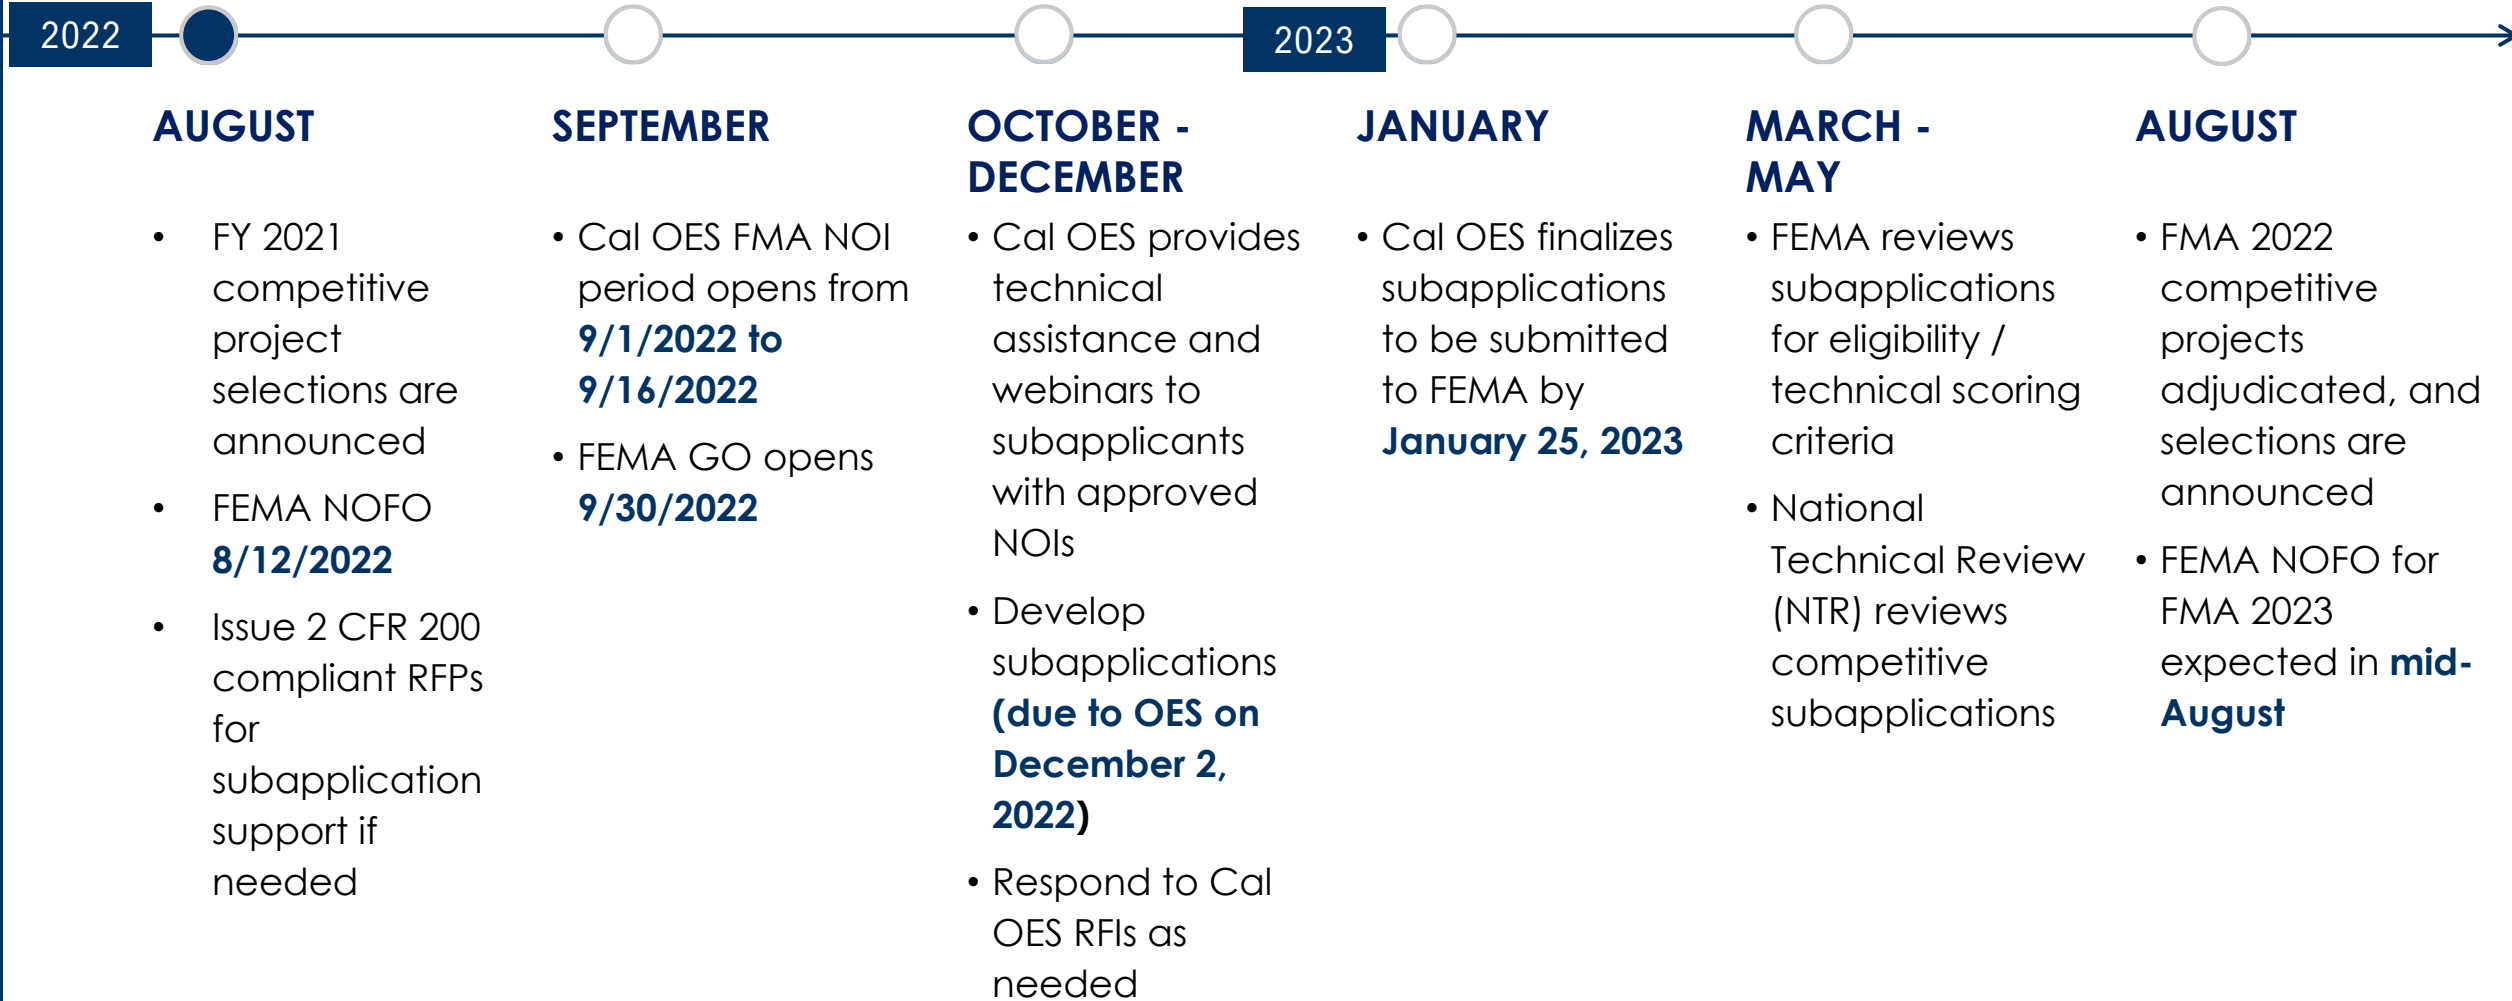 2022
2023
AUGUST
• FY 2021
competitive
project
selections are
announced
• FEMA NOFO
8/12/2022
• Issue 2 CFR 200
compliant RFPs
for
subapplication
support if
needed
SEPTEMBER
• Cal OES FMA NOI
period opens from
9/1/2022 to
9/16/2022
• FEMA GO opens
9/30/2022
OCTOBER -
DECEMBER
• Cal OES provides
technical
assistance and
webinars to
subapplicants
with approved
NOIs
• Develop
subapplications
(due to OES on
December 2,
2022)
• Respond to Cal
OES RFIs as
needed
JANUARY
• Cal OES finalizes
subapplications
to be submitted
to FEMA by
January 25, 2023
MARCH -
MAY
• FEMA reviews
subapplications
for eligibility /
technical scoring
criteria
• National
Technical Review
(NTR) reviews
competitive
subapplications
AUGUST
• FMA 2022
competitive
projects
adjudicated, and
selections are
announced
• FEMA NOFO for
FMA 2023
expected in mid-
August